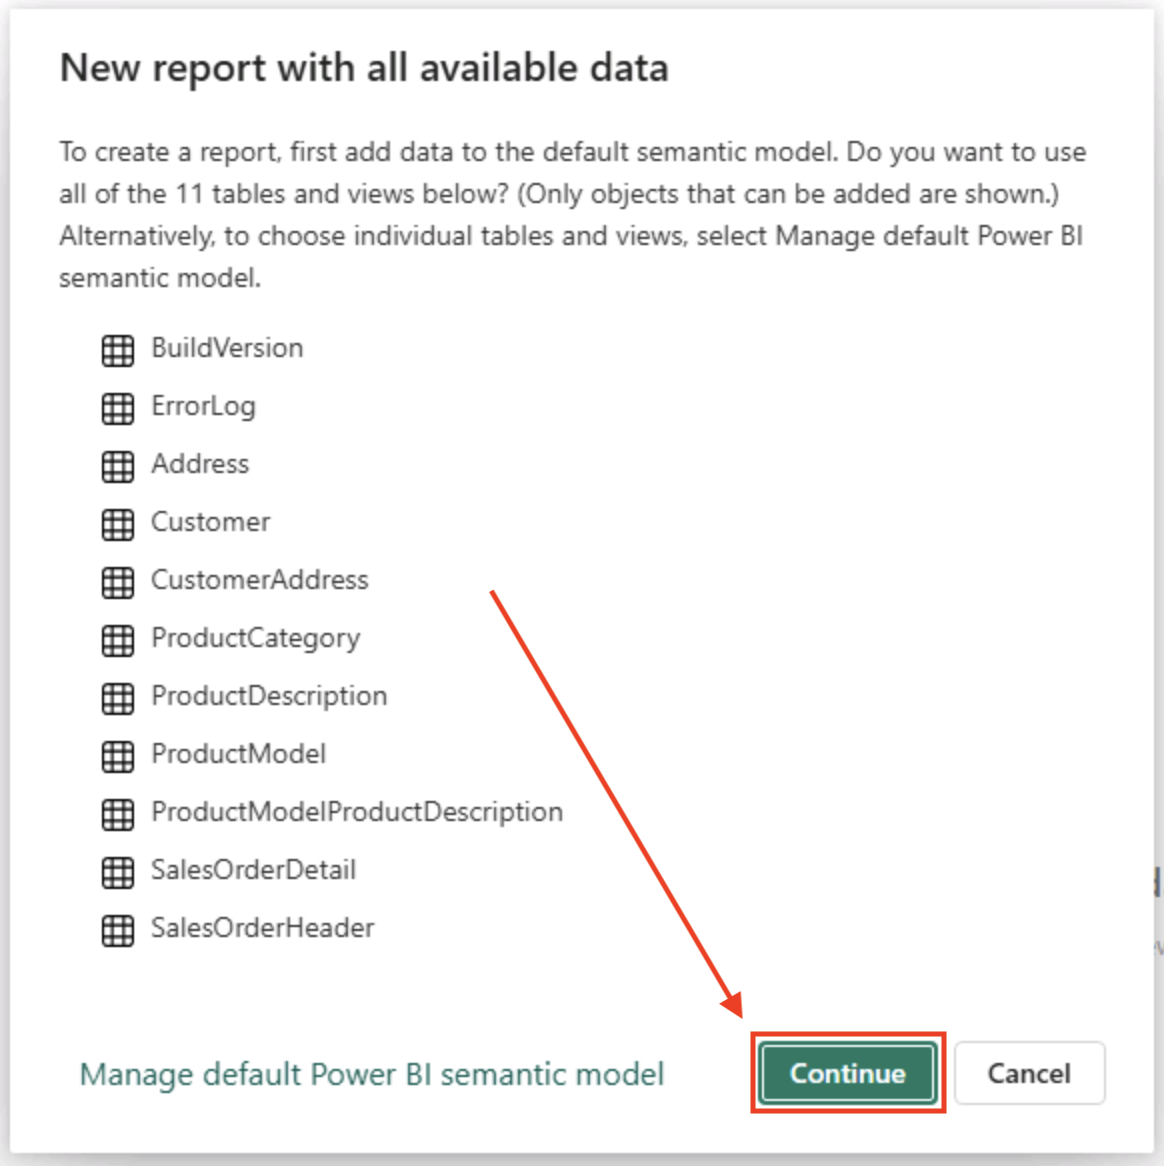 New report with all available data
To create a report, first add data to the default semantic model. Do you want to use
all of the 11 tables and views below? (Only objects that can be added are shown.)
Alternatively, to choose individual tables and views, select Manage default Power BI
semantic model.
BuildVersion
ErrorLog
Address
Customer
CustomerAddress
ProductCategory
ProductDescription
ProductModel
ProductModelProductDescription
SalesOrderDetail
SalesOrderHeader
Manage default Power BI semantic model
Continue
Cancel